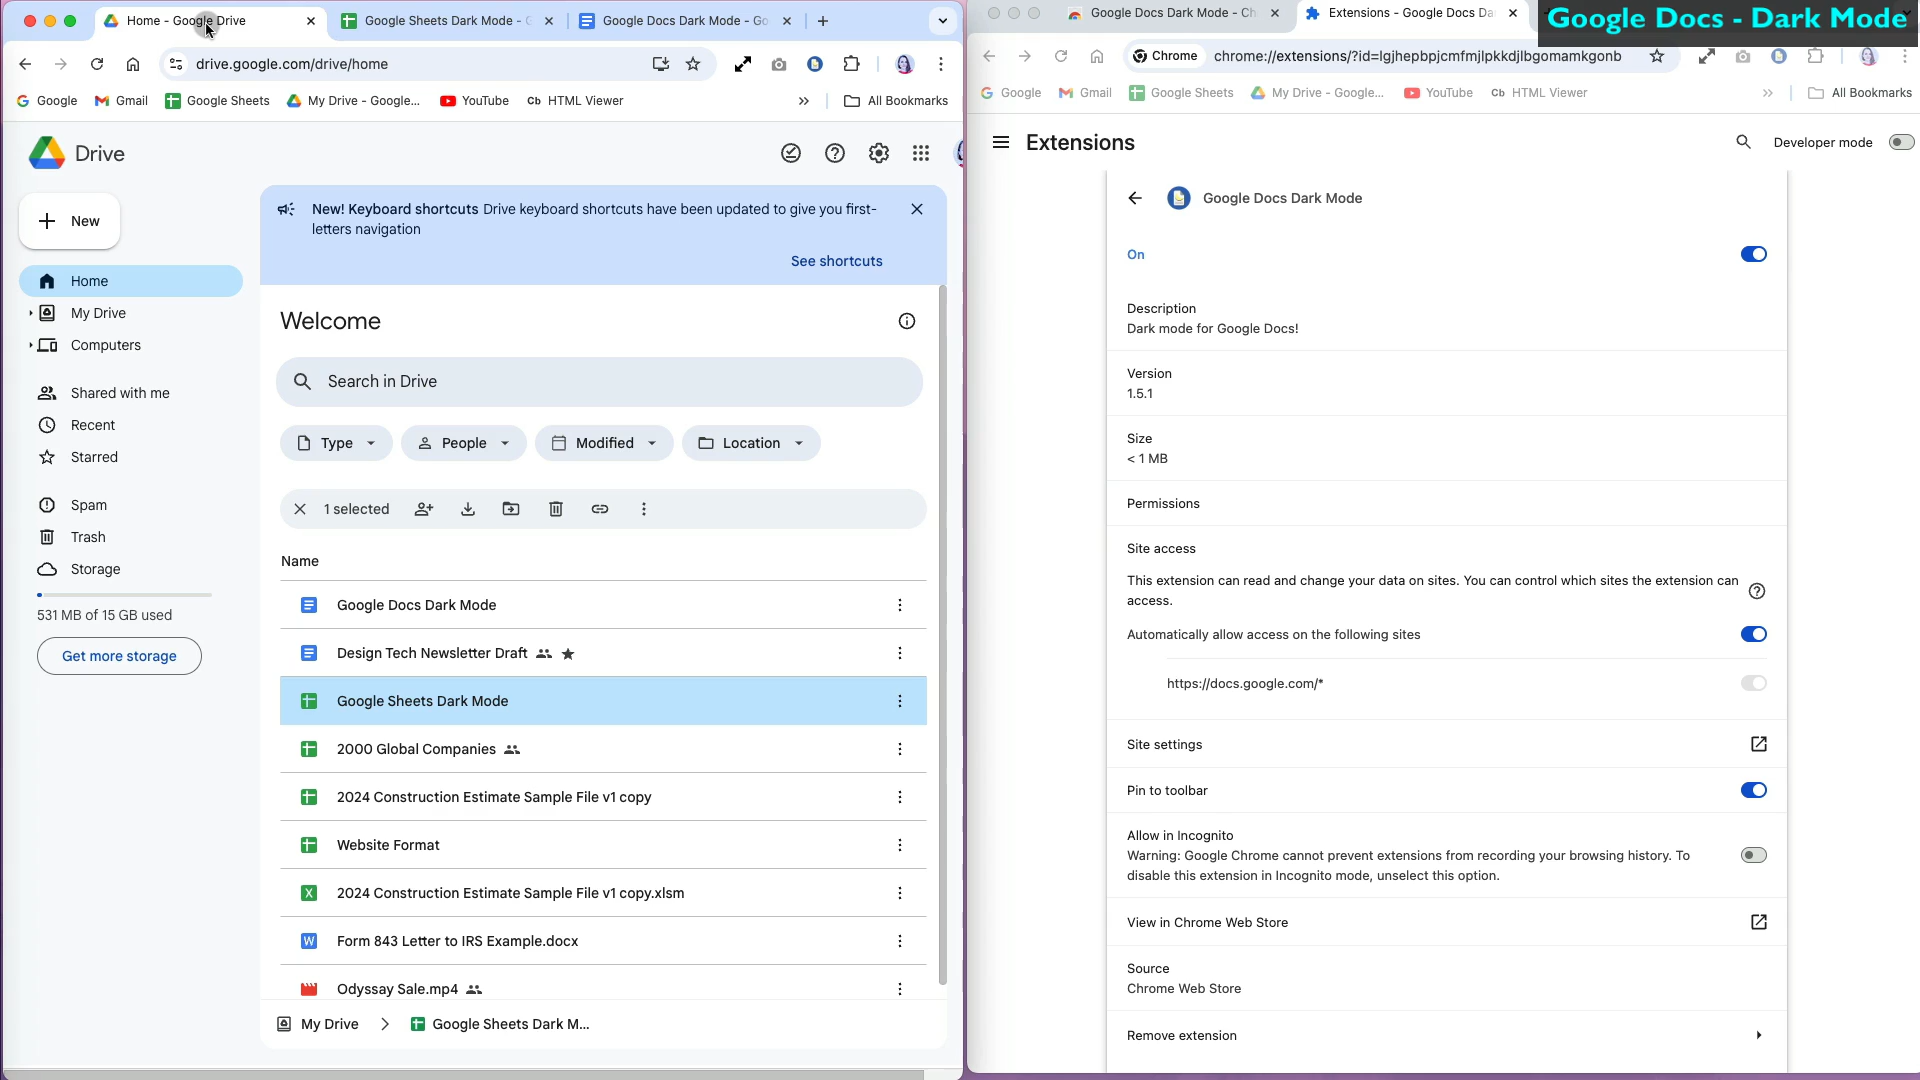 Home - Google Drive
Google Sheets Dark Mode - G
Google Docs Dark Mode - Go
drive.google.com/drive/home
Google
Gmail
Google Sheets
My Drive - Google...
YouTube
Cb HTML Viewer
»
All Bookmarks
Drive
New
Home
My Drive
Computers
Shared with me
Recent
Starred
Spam
Trash
Storage
531 MB of 15 GB used
Get more storage
New! Keyboard shortcuts Drive keyboard shortcuts have been updated to give you first-
letters navigation
See shortcuts
Welcome
Search in Drive
Type
People
Modified
Location
1 selected
Name
Google Docs Dark Mode
Design Tech Newsletter Draft
Google Sheets Dark Mode
2000 Global Companies
2024 Construction Estimate Sample File v1 copy
Website Format
X 2024 Construction Estimate Sample File v1 copy.xlsm
W Form 843 Letter to IRS Example.docx
Odyssay Sale.mp4
My Drive
Google Sheets Dark M...
Google Docs Dark Mode - Ch
Extensions - Google Docs Da
Google Docs - Dark Mode
Chrome
chrome://extensions/?id=lgjhepbpjcmfmjlpkkdjlbgomamkgonb
Google
Gmail
Google Sheets
My Drive - Google...
YouTube
Cb HTML Viewer
»
All Bookmarks
Extensions
Developer mode
Google Docs Dark Mode
On
Description
Dark mode for Google Docs!
Version
1.5.1
Size
< 1 MB
Permissions
Site access
This extension can read and change your data on sites. You can control which sites the extension can
access.
Automatically allow access on the following sites
https://docs.google.com/*
Site settings
Pin to toolbar
Allow in Incognito
Warning: Google Chrome cannot prevent extensions from recording your browsing history. To
disable this extension in Incognito mode, unselect this option.
View in Chrome Web Store
Source
Chrome Web Store
Remove extension